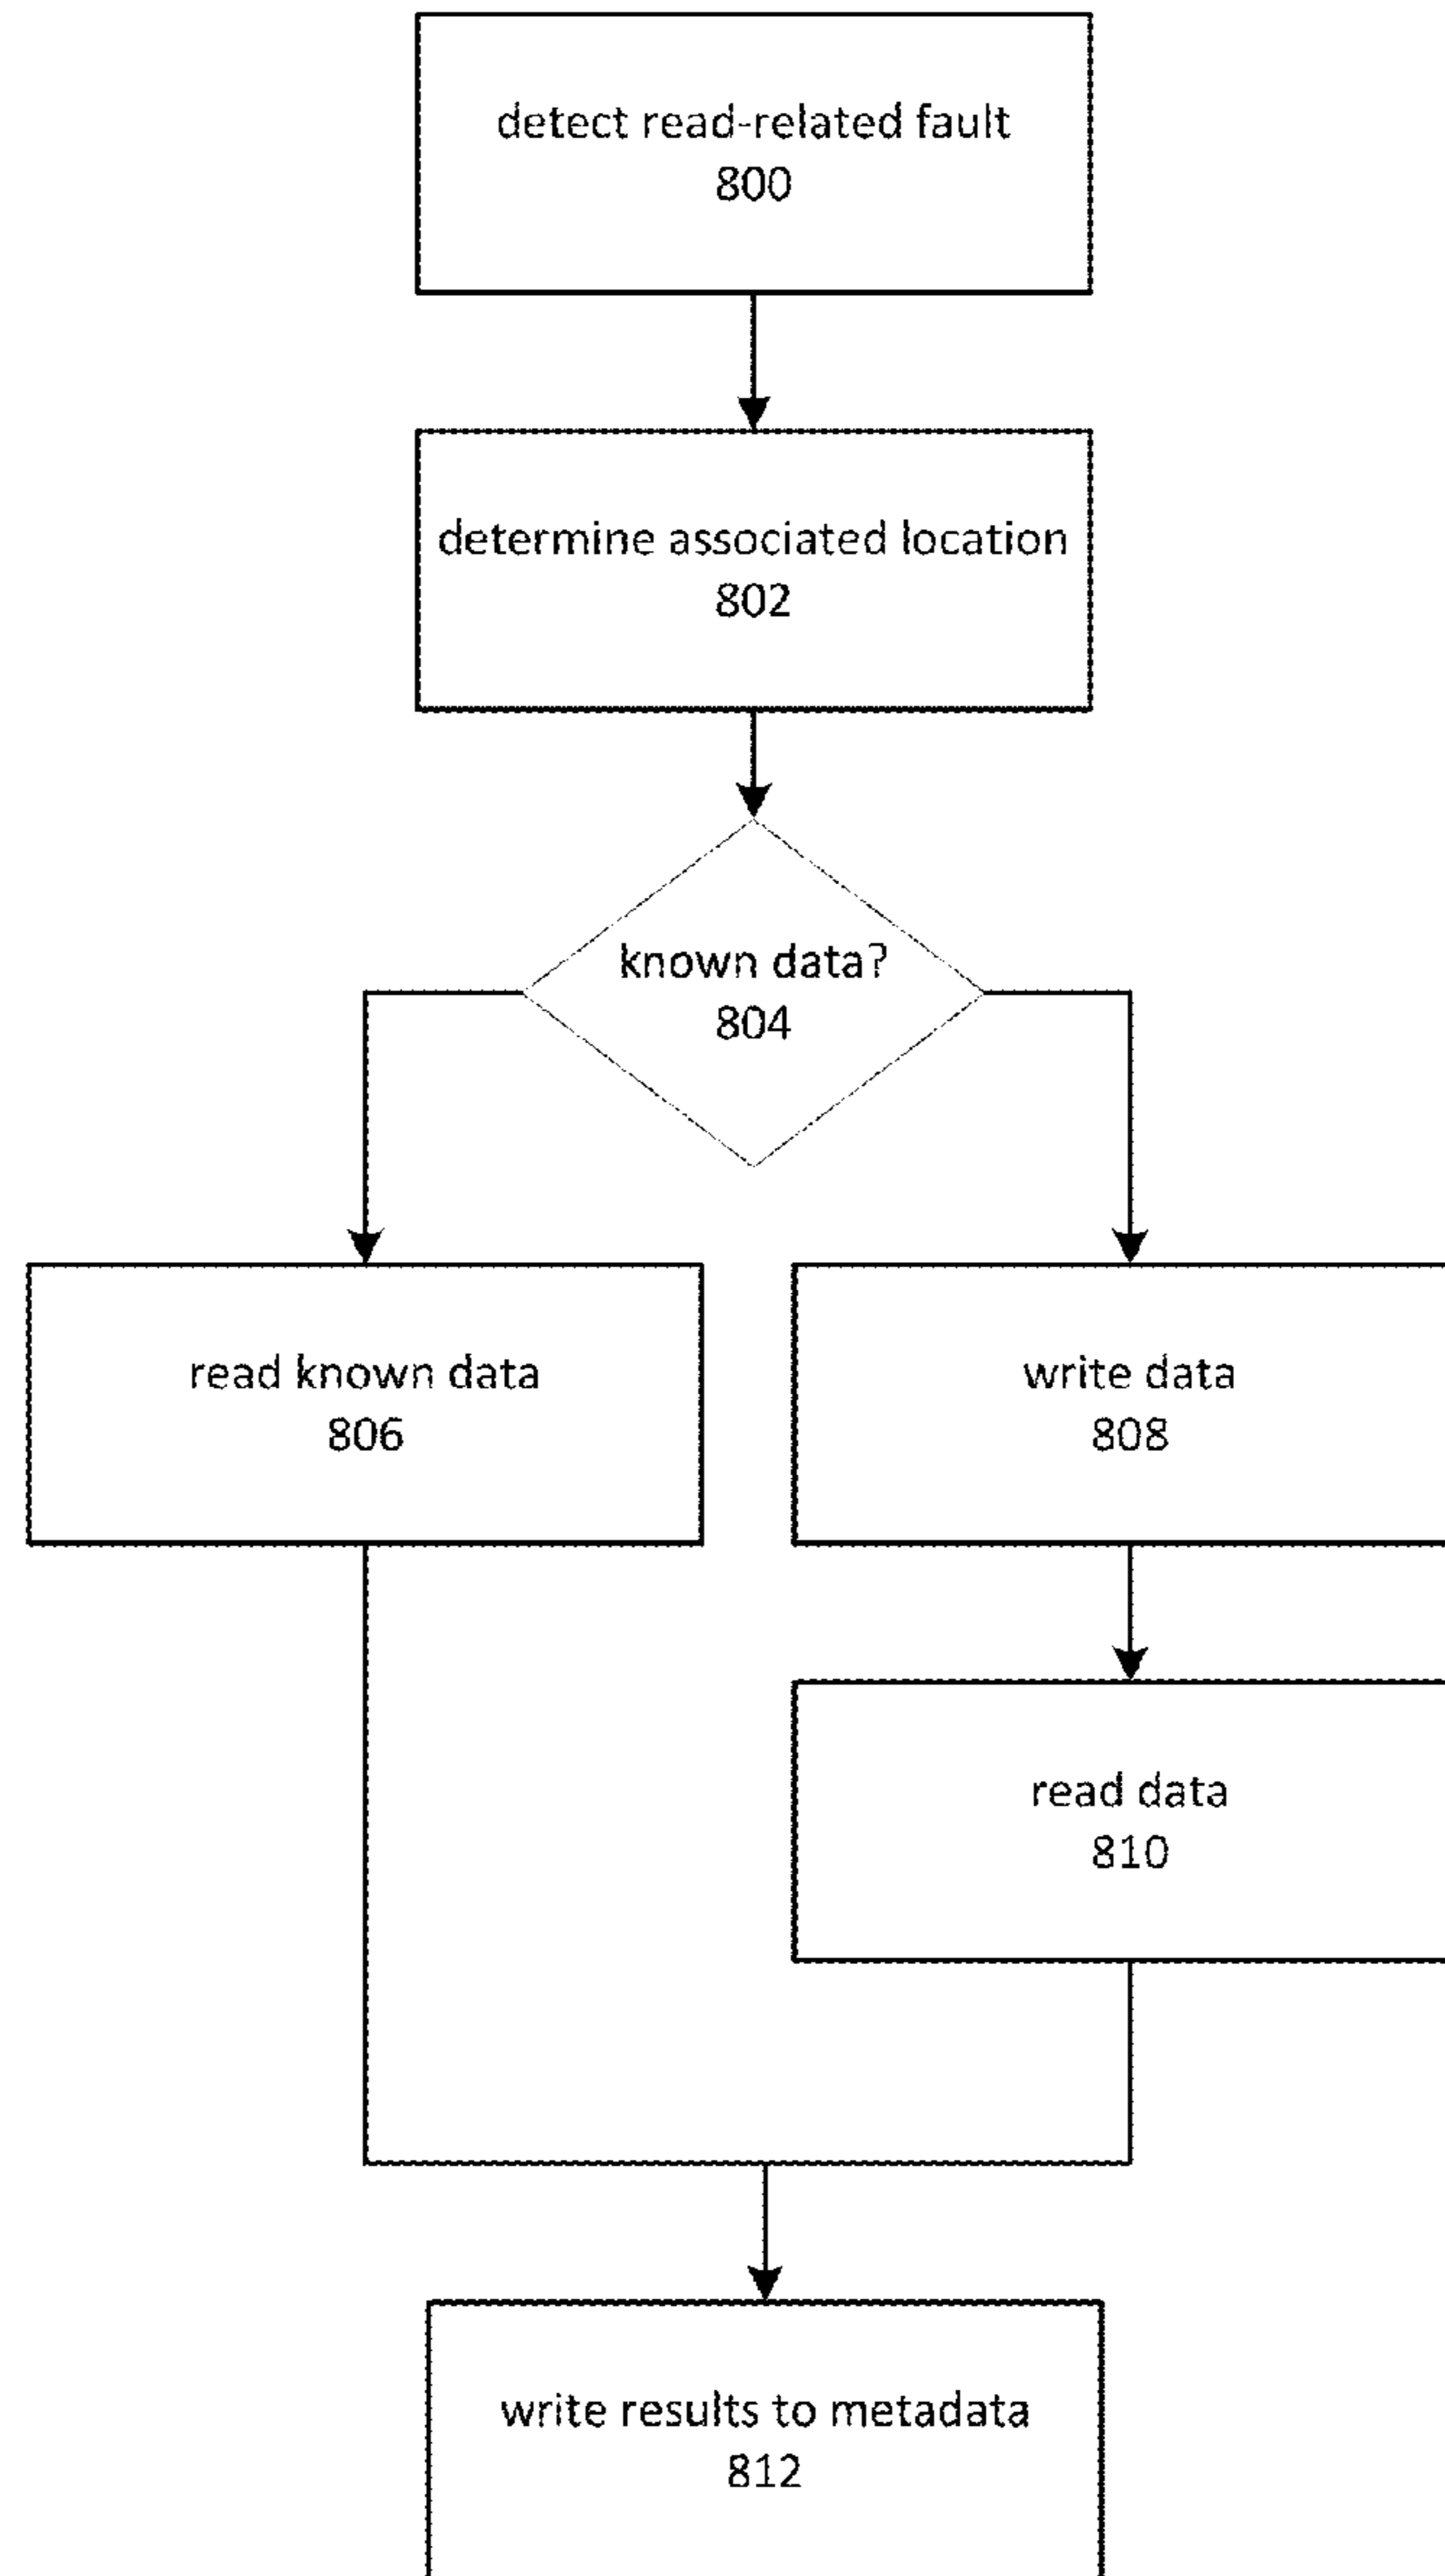 detect read-related fault
800
determine associated location
802
known data?
804
read known data
806
write data
808
read data
810
write results to metadata
812